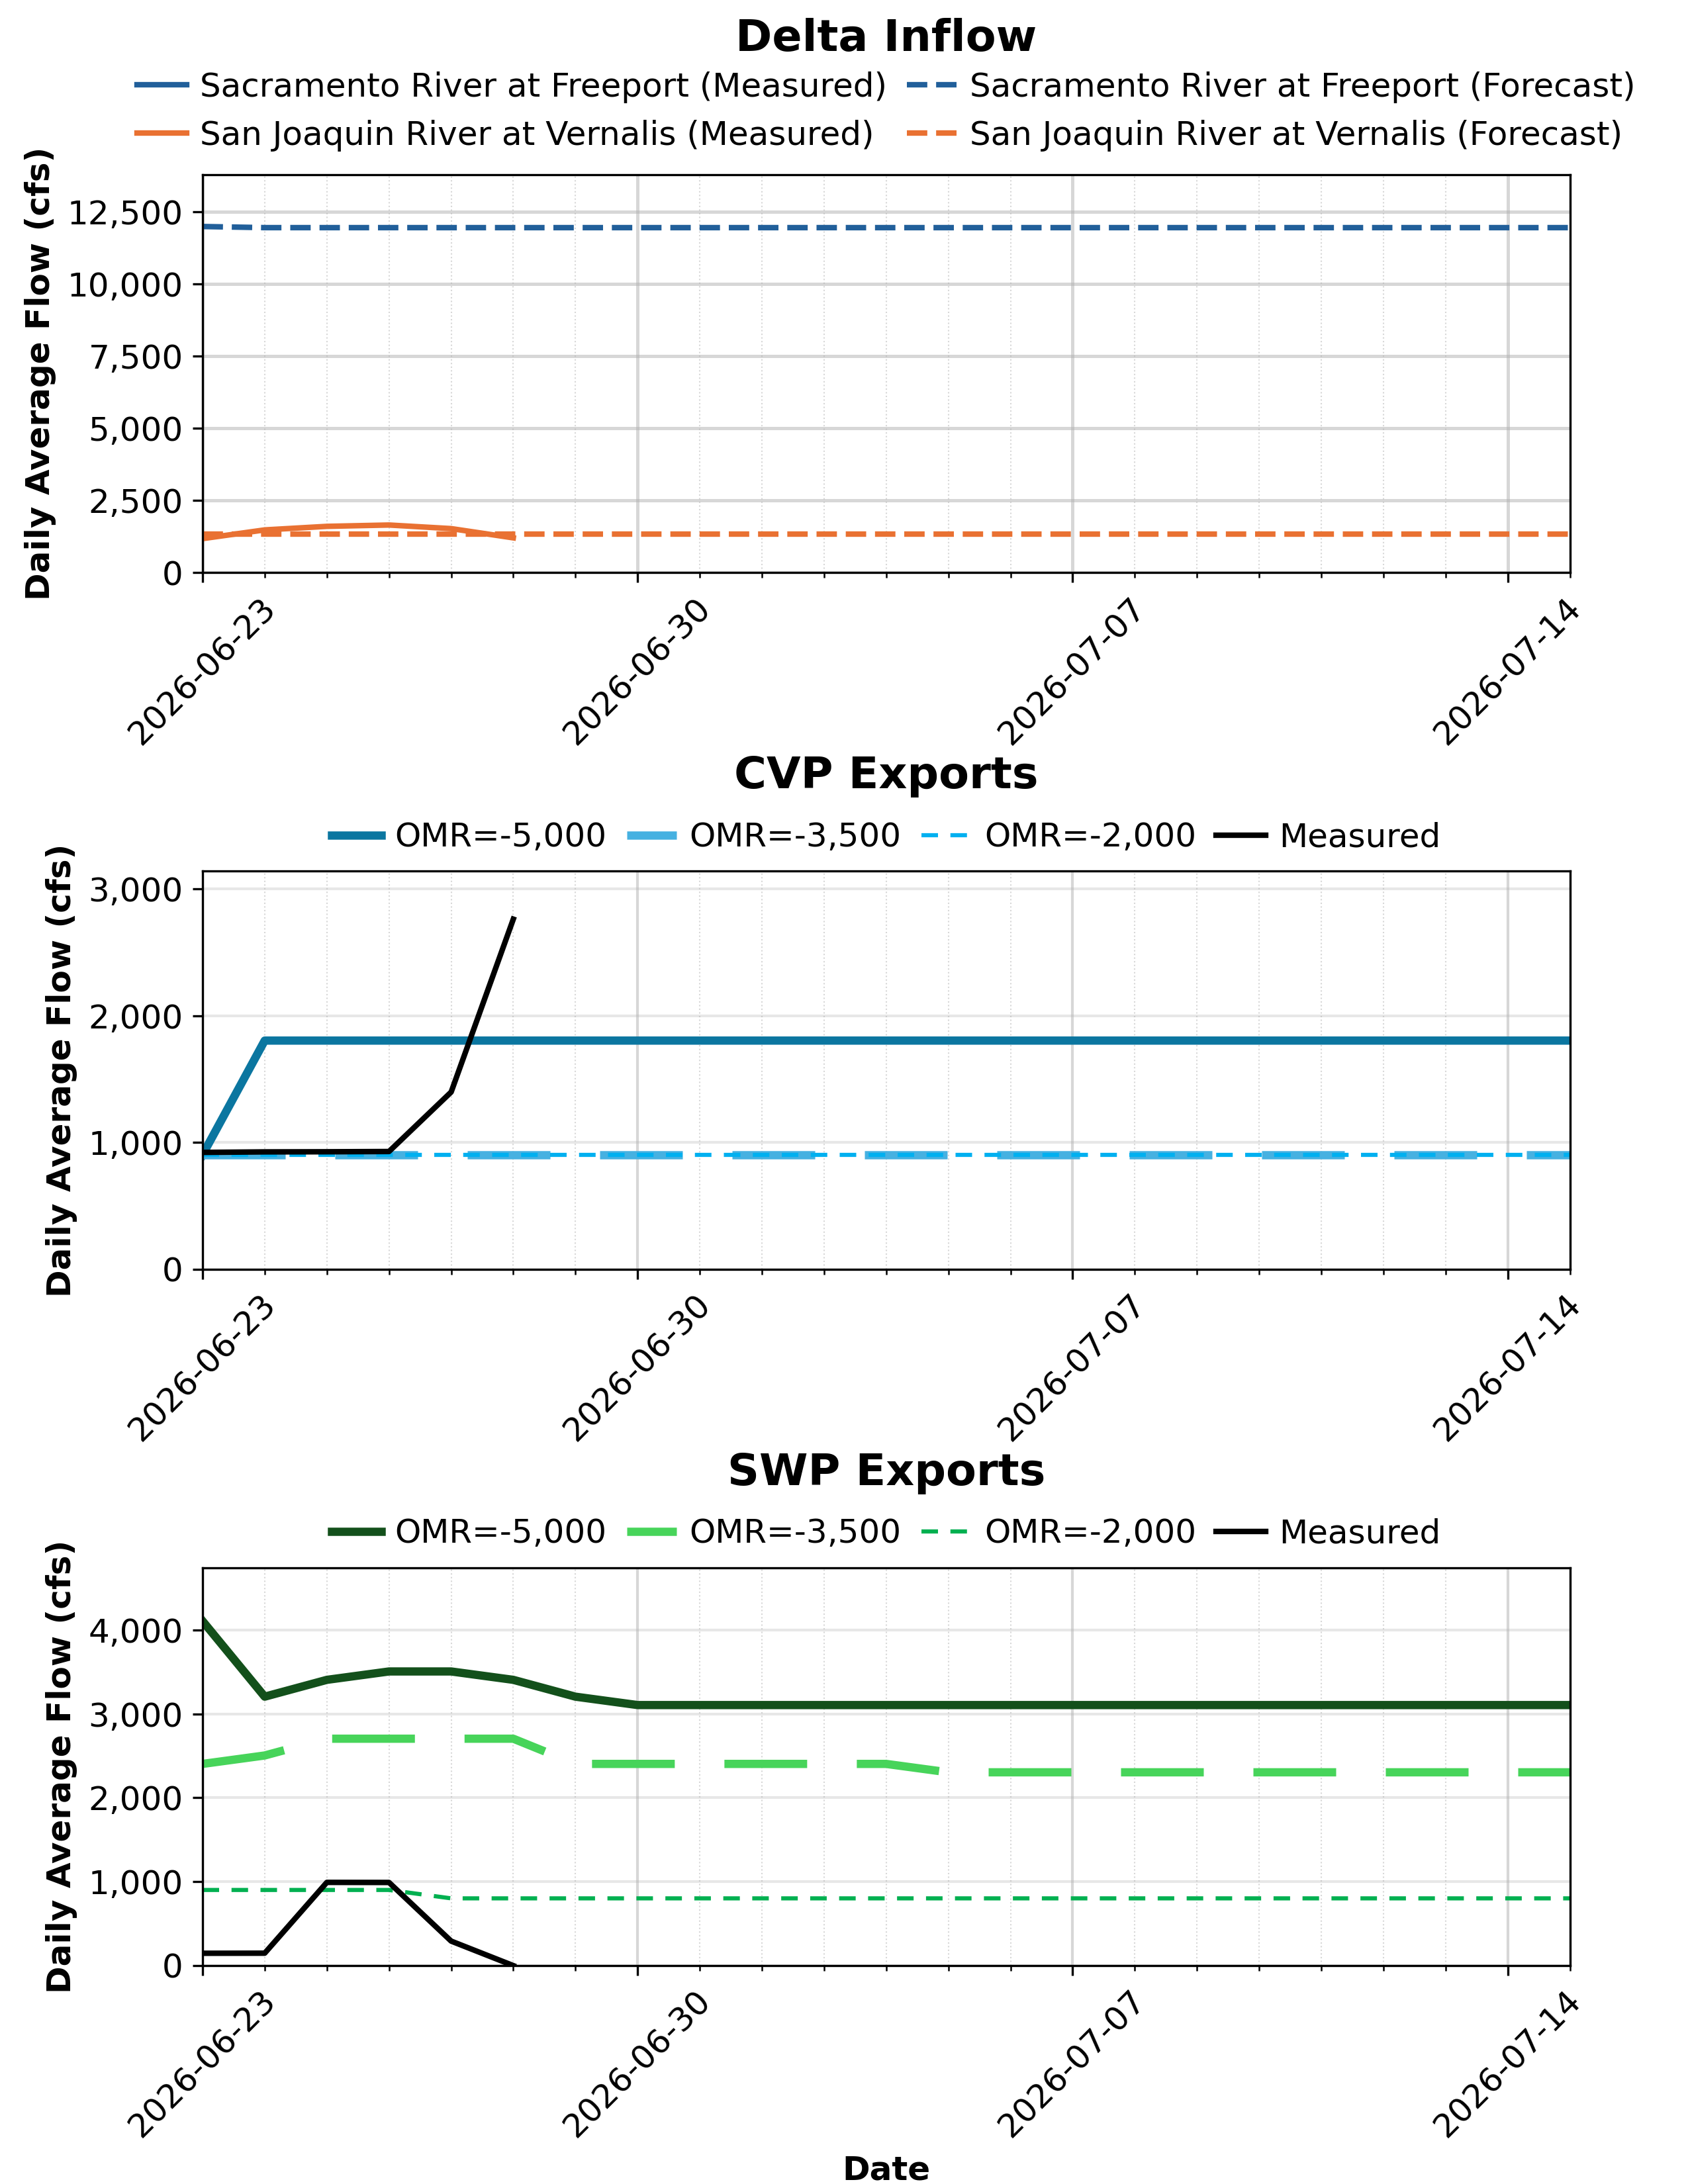 Delta Inflow
Sacramento River at Freeport (Measured) Sacramento River at Freeport (Forecast)
San Joaquin River at Vernalis (Measured) San Joaquin River at Vernalis (Forecast)
Daily Average Flow (cfs)
12,500
10,000
7,500
5,000
2,500
0
2026-06-23 2026-06-30 2026-07-07 2026-07-14
CVP Exports
OMR=-5,000 OMR=-3,500 OMR=-2,000 Measured
Daily Average Flow (cfs)
3,000
2,000
1,000
0
2026-06-23 2026-06-30 2026-07-07 2026-07-14
SWP Exports
OMR=-5,000 OMR=-3,500 OMR=-2,000 Measured
Daily Average Flow (cfs)
4,000
3,000
2,000
1,000
0
2026-06-23 2026-06-30 2026-07-07 2026-07-14
Date